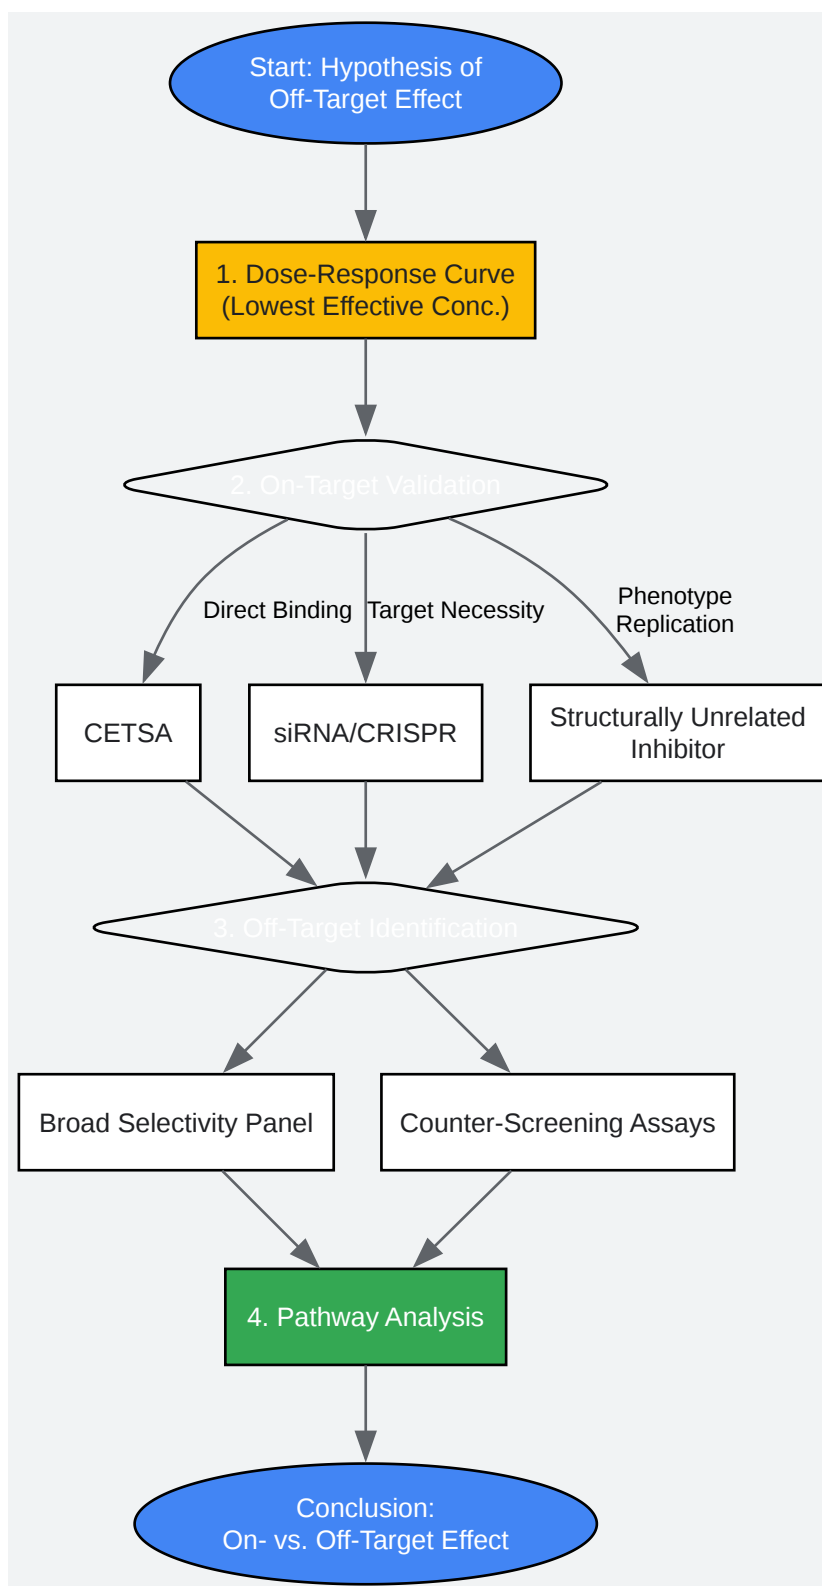 Start: Hypothesis of
Off-Target Effect
1. Dose-Response Curve
(Lowest Effective Conc.)
2. On-Target Validation
Direct Binding
Target Necessity
Phenotype
Replication
CETSA
siRNA/CRISPR
Structurally Unrelated
Inhibitor
3. Off-Target Identification
Broad Selectivity Panel
Counter-Screening Assays
4. Pathway Analysis
Conclusion:
On- vs. Off-Target Effect